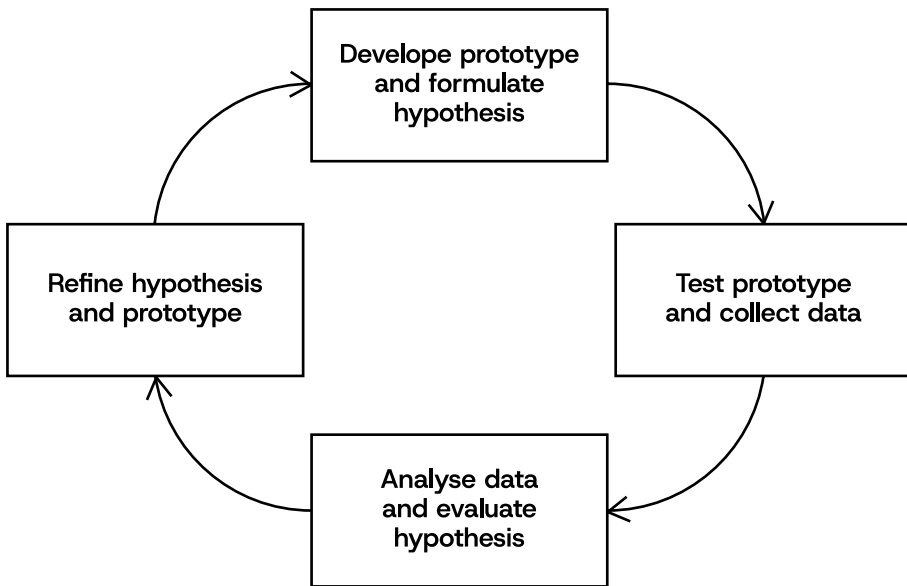 Develope prototype
and formulate
hypothesis
Test prototype
and collect data
Analyse data
and evaluate
hypothesis
Refine hypothesis
and prototype